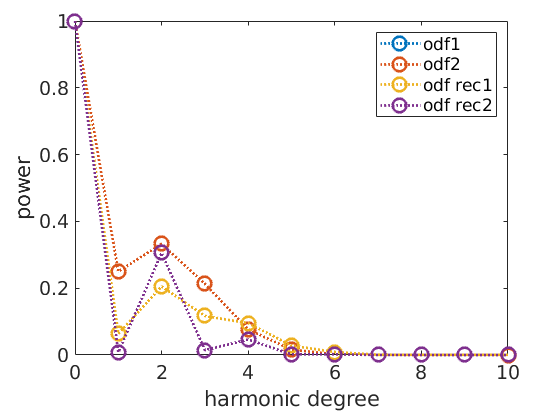 1
0.8
0.6
0.4
0.2
0
power
0 2 4 6 8 10
harmonic degree
odf1
odf2
odf rec1
odf rec2